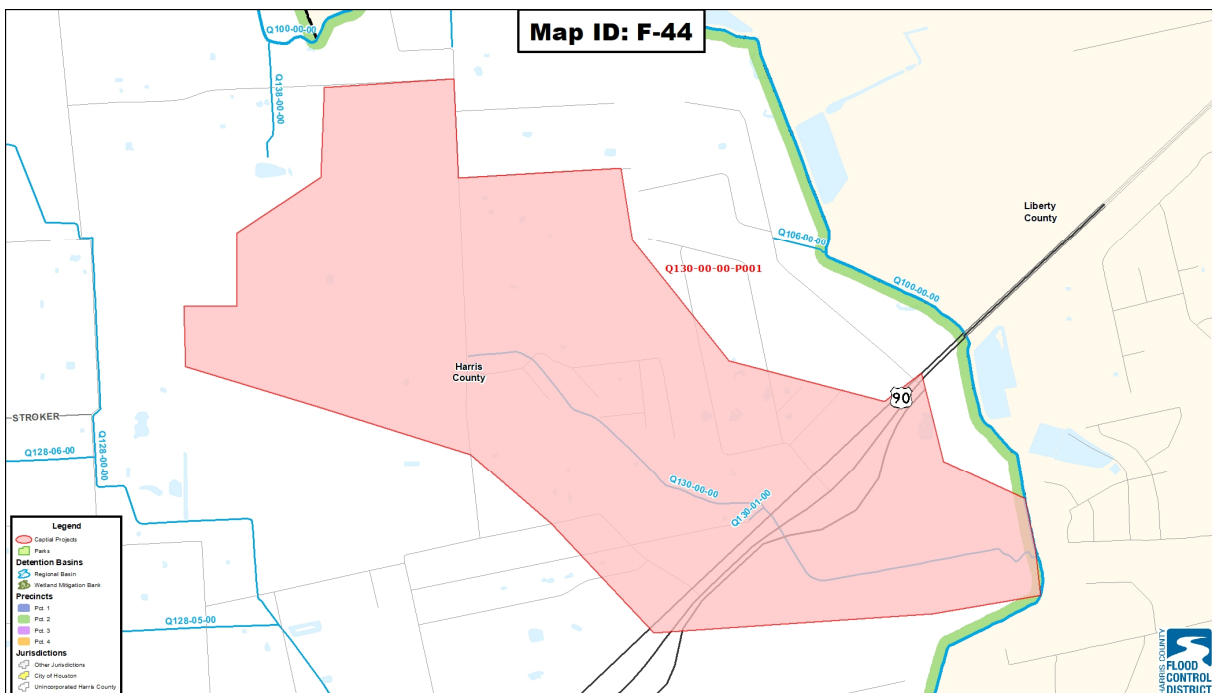 Map ID: F-44
Q100-00-00
Q138-00-00
Liberty
County
Q106-00-00
Q130-00-00-P001
Q100-00-00
Harris
County
90
STROKER
Q128-06-00
Q128-00-00
Q130-00-00
Q130-01-00
Q128-05-00
Legend
Captial Projects
Parks
Detention Basins
Regional Basin
Wetland Mitigation Bank
Precincts
Pct. 1
Pct. 2
Pct. 3
Pct. 4
Jurisdictions
Other Jurisdictions
City of Houston
Unincorporated Harris County
HARRIS COUNTY
FLOOD
CONTROL
DISTRICT